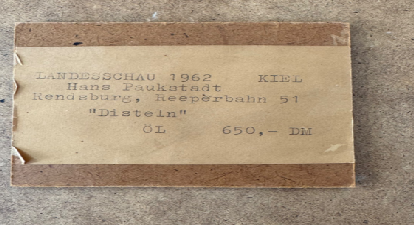 LANDESSCHAU 1962 KIEL
Hans Paukstadt
Rendsburg, Reeperbahn 51
"Disteln"
ÖL 650,- DM